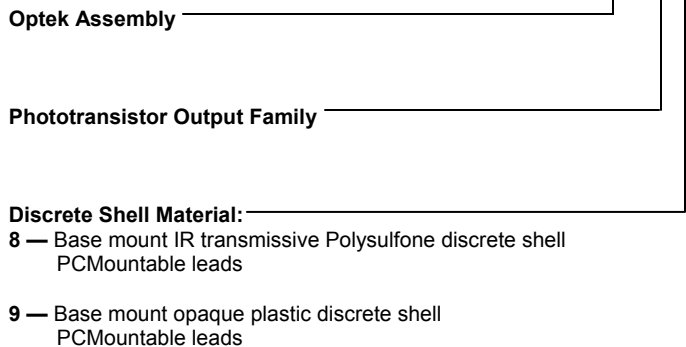 Optek Assembly
Phototransistor Output Family
Discrete Shell Material:
8 — Base mount IR transmissive Polysulfone discrete shell
PCMountable leads
9 — Base mount opaque plastic discrete shell
PCMountable leads